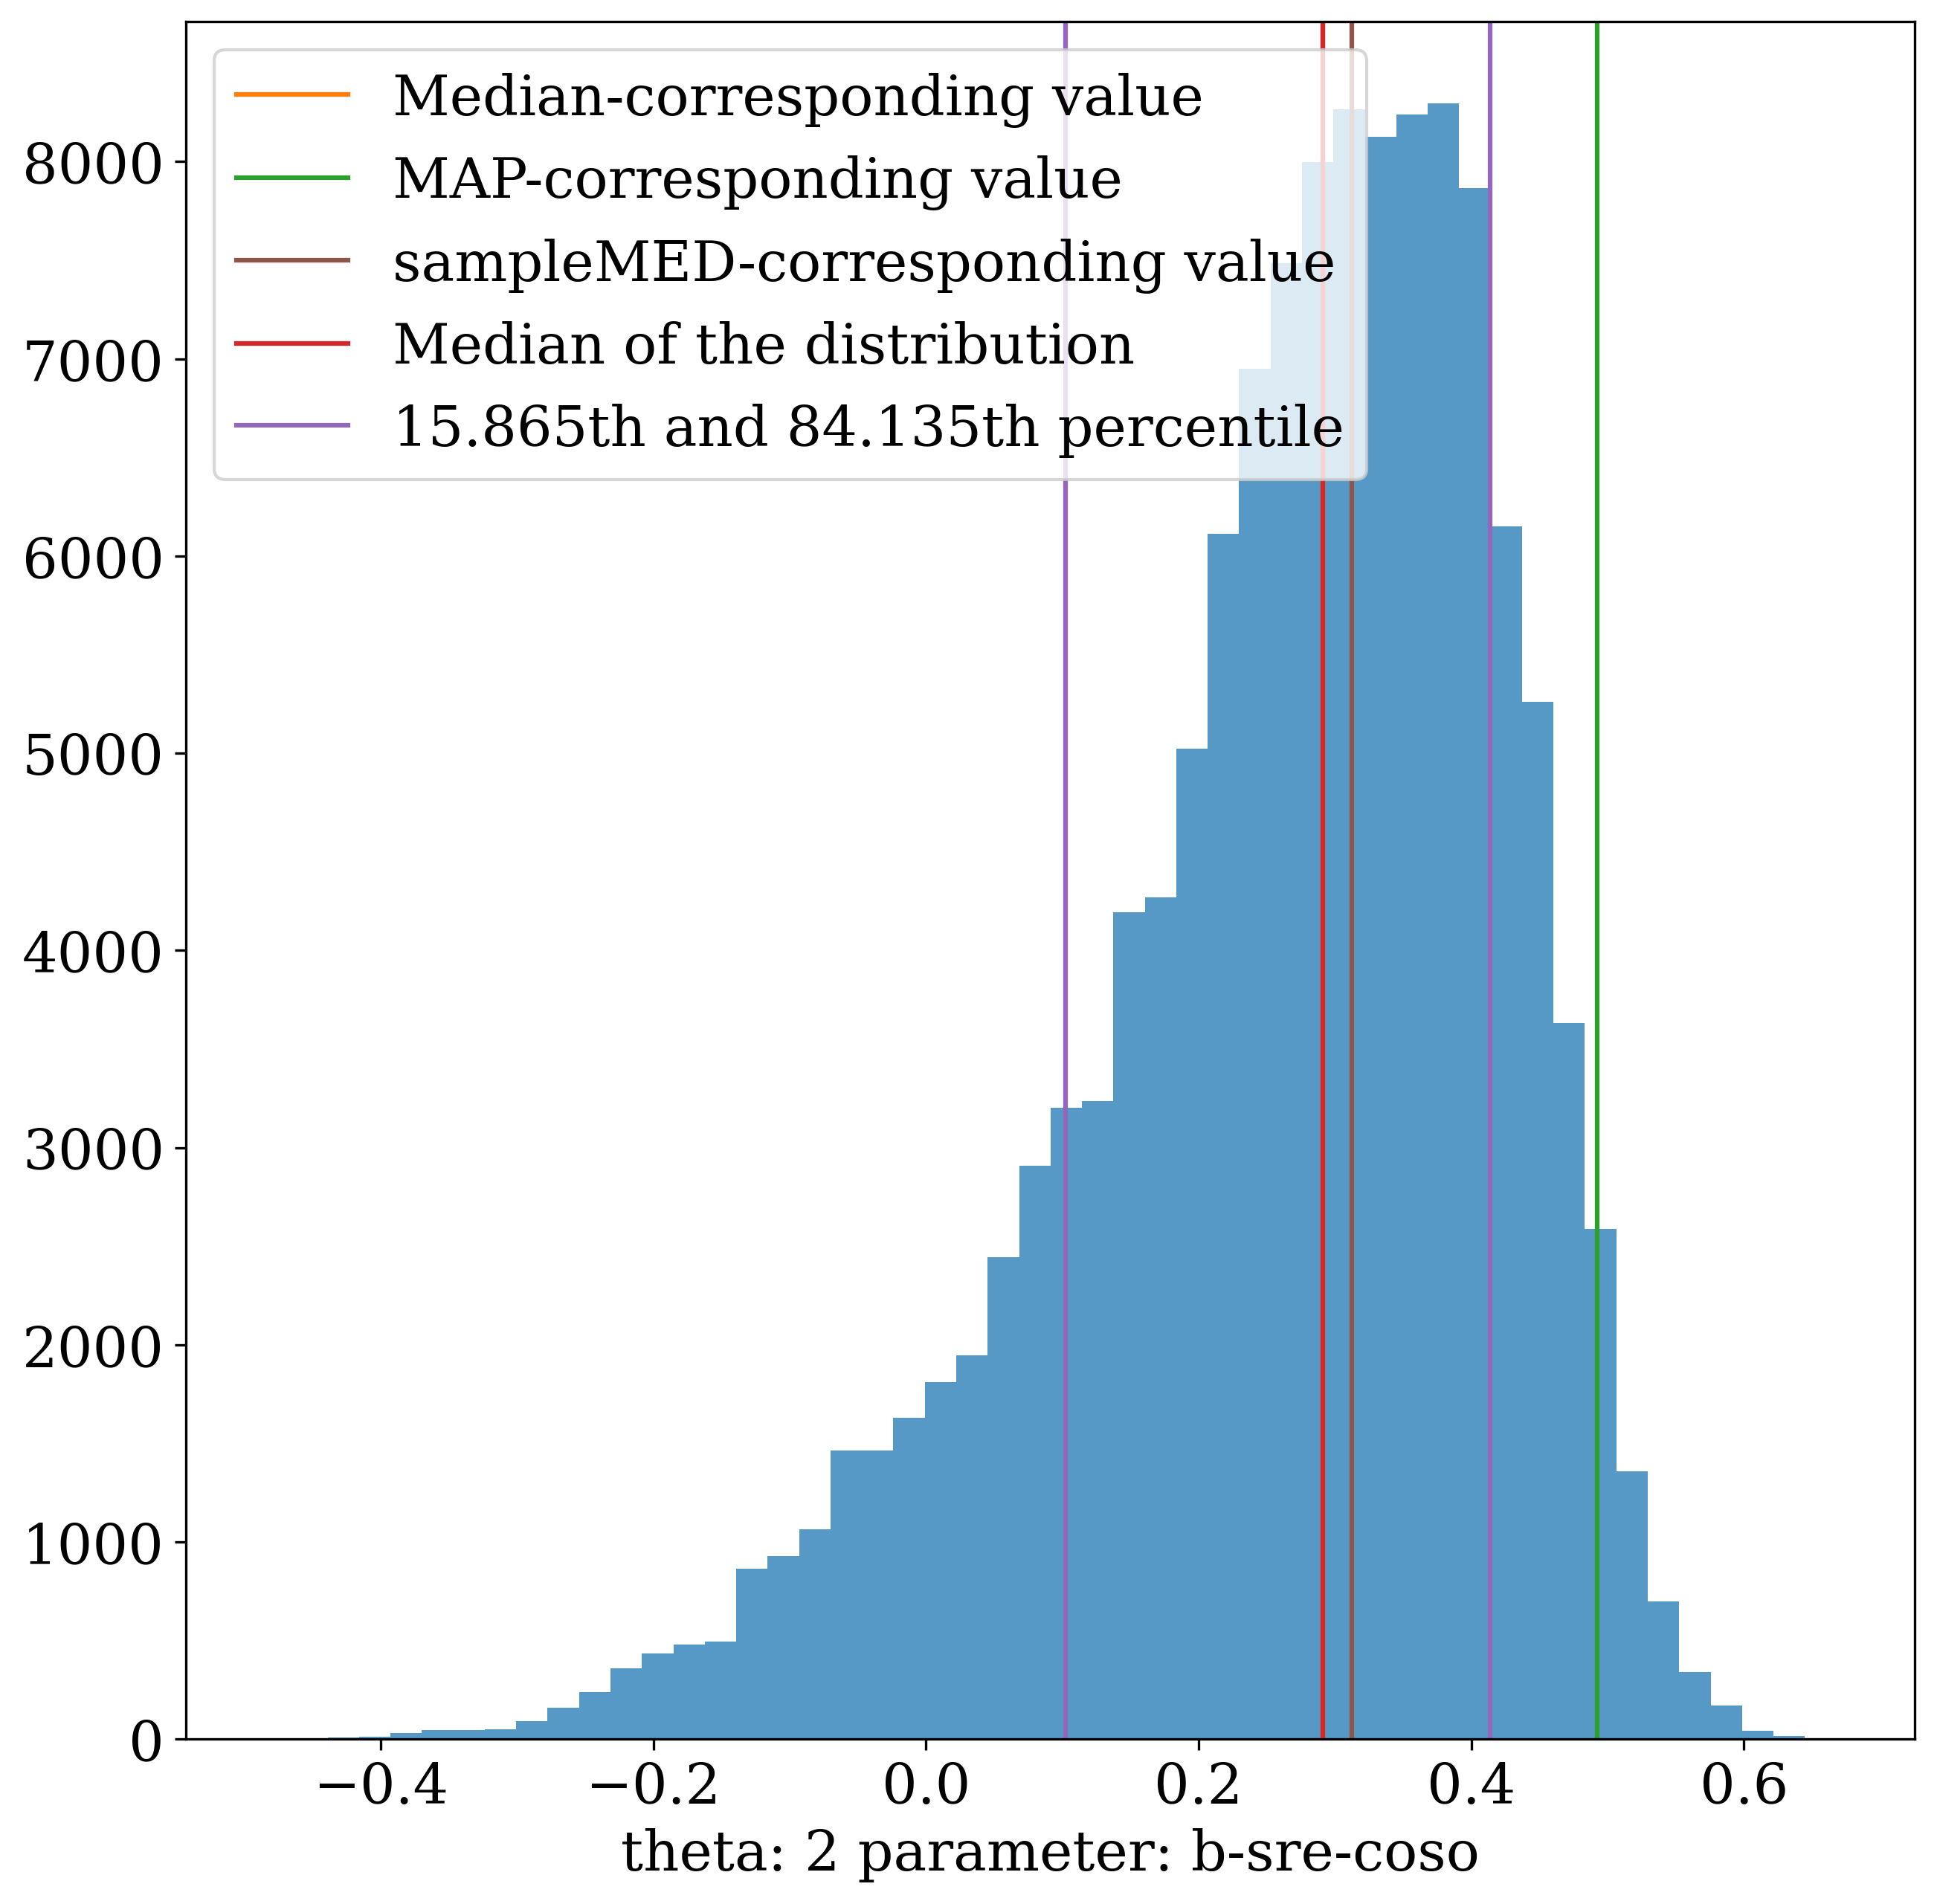 Median-corresponding value
MAP-corresponding value
sampleMED-corresponding value
Median of the distribution
15.865th and 84.135th percentile
8000
7000
6000
5000
4000
3000
2000
1000
0
−0.4 −0.2 0.0 0.2 0.4 0.6
theta: 2 parameter: b-sre-coso